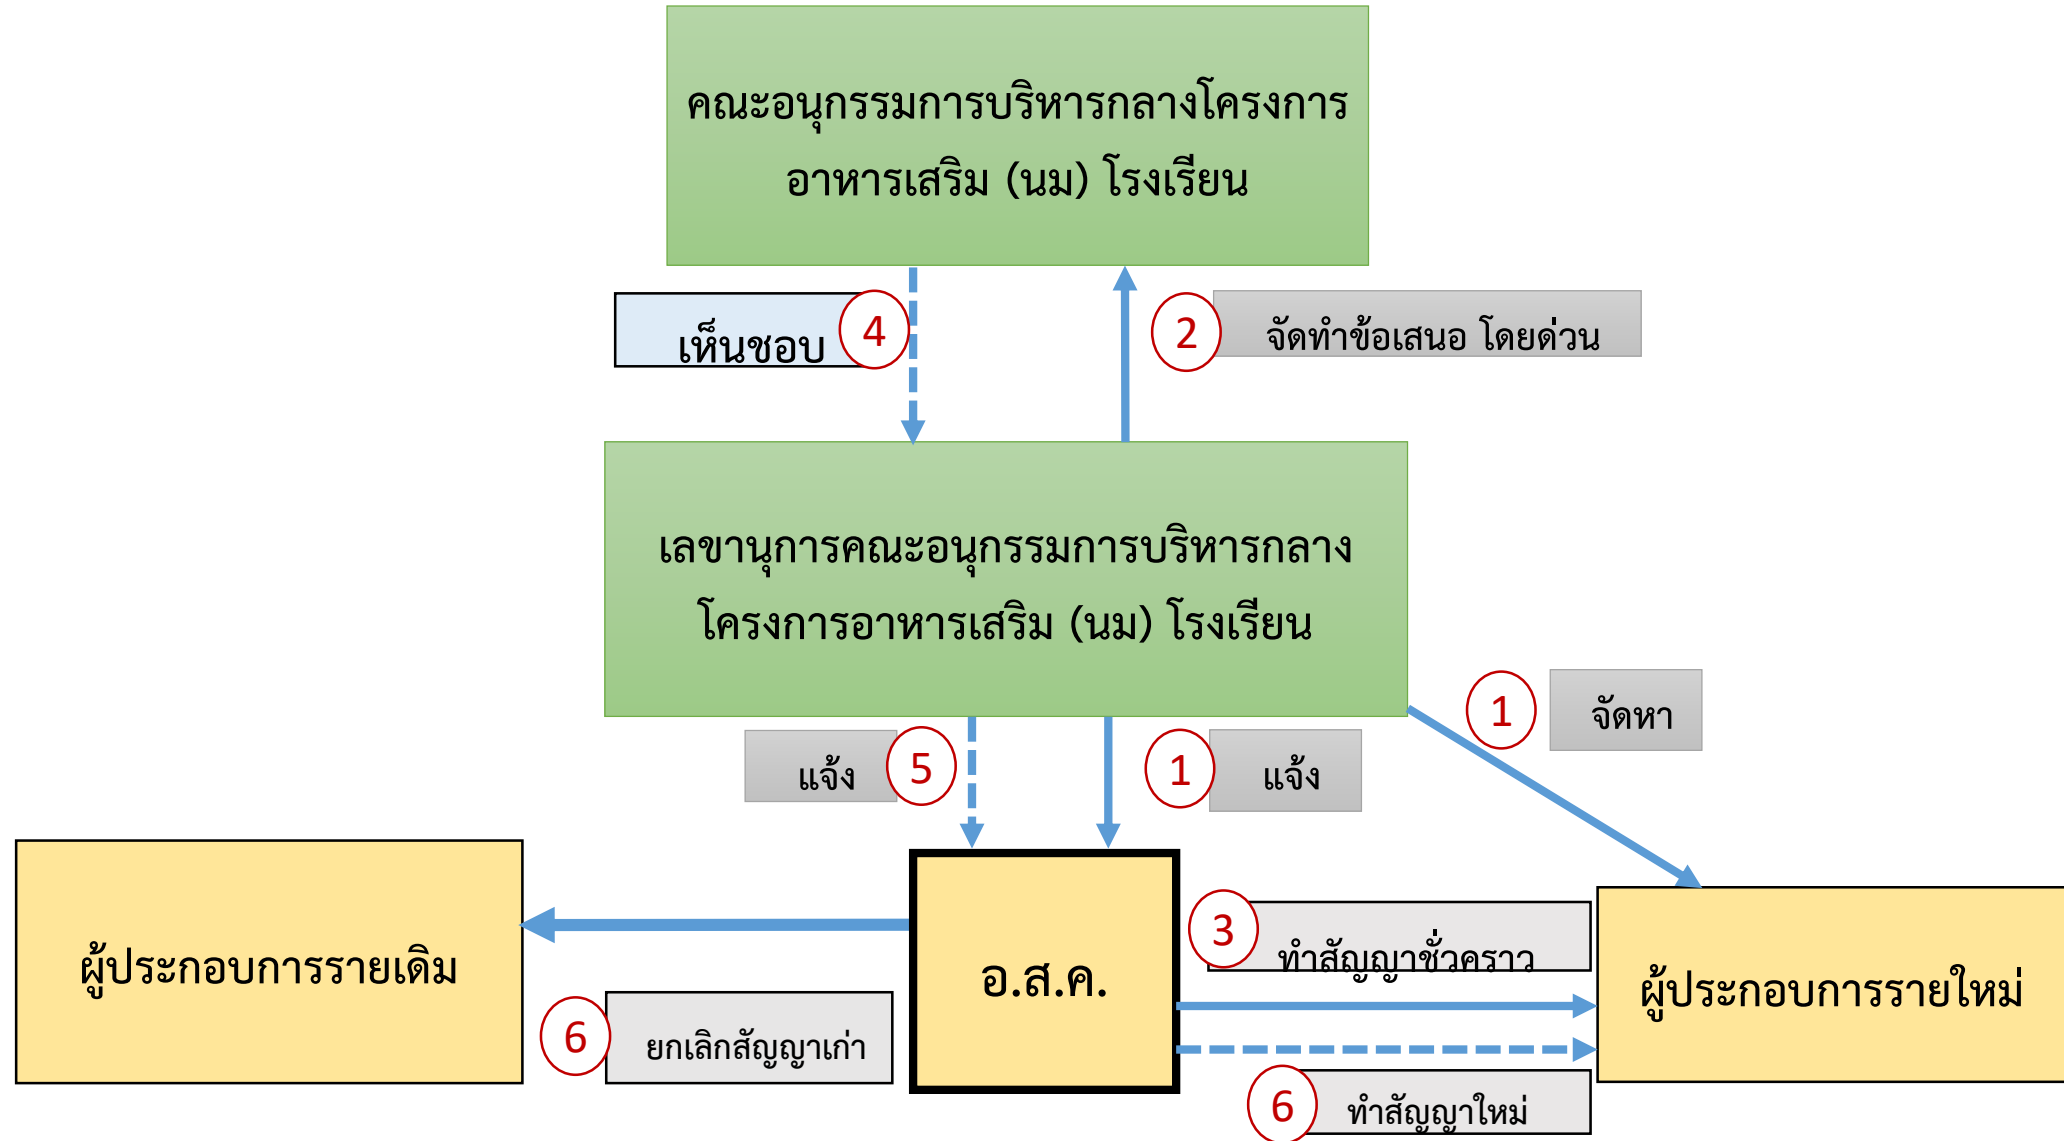 คณะอนุกรรมการบริหารกลางโครงการ
อาหารเสริม (นม) โรงเรียน
เห็นชอบ
4
2
จัดทำข้อเสนอ โดยด่วน
เลขานุการคณะอนุกรรมการบริหารกลาง
โครงการอาหารเสริม (นม) โรงเรียน
1
จัดหา
แจ้ง
5
1
แจ้ง
ผู้ประกอบการรายเดิม
อ.ส.ค.
3
ทำสัญญาชั่วคราว
ผู้ประกอบการรายใหม่
6
ยกเลิกสัญญาเก่า
6
ทำสัญญาใหม่